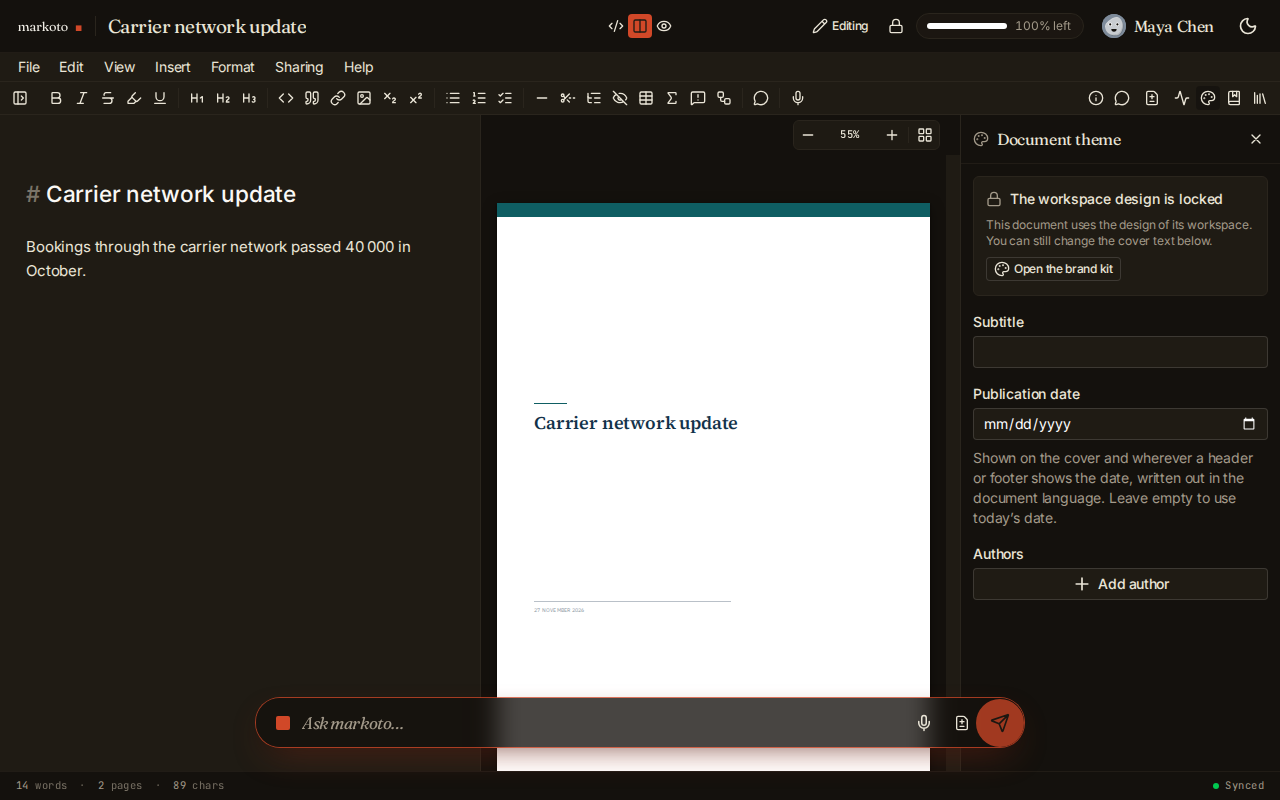 markoto
Carrier network update
Editing
100% left
Maya Chen
File Edit View Insert Format Sharing Help
H1 H2 H3
55%
Document theme
# Carrier network update
Bookings through the carrier network passed 40 000 in
October.
Carrier network update
27 NOVEMBER 2026
The workspace design is locked
This document uses the design of its workspace.
You can still change the cover text below.
Open the brand kit
Subtitle
Publication date
mm/dd/yyyy
Shown on the cover and wherever a header
or footer shows the date, written out in the
document language. Leave empty to use
today’s date.
Authors
Add author
Ask markoto…
14 words · 2 pages · 89 chars
Synced